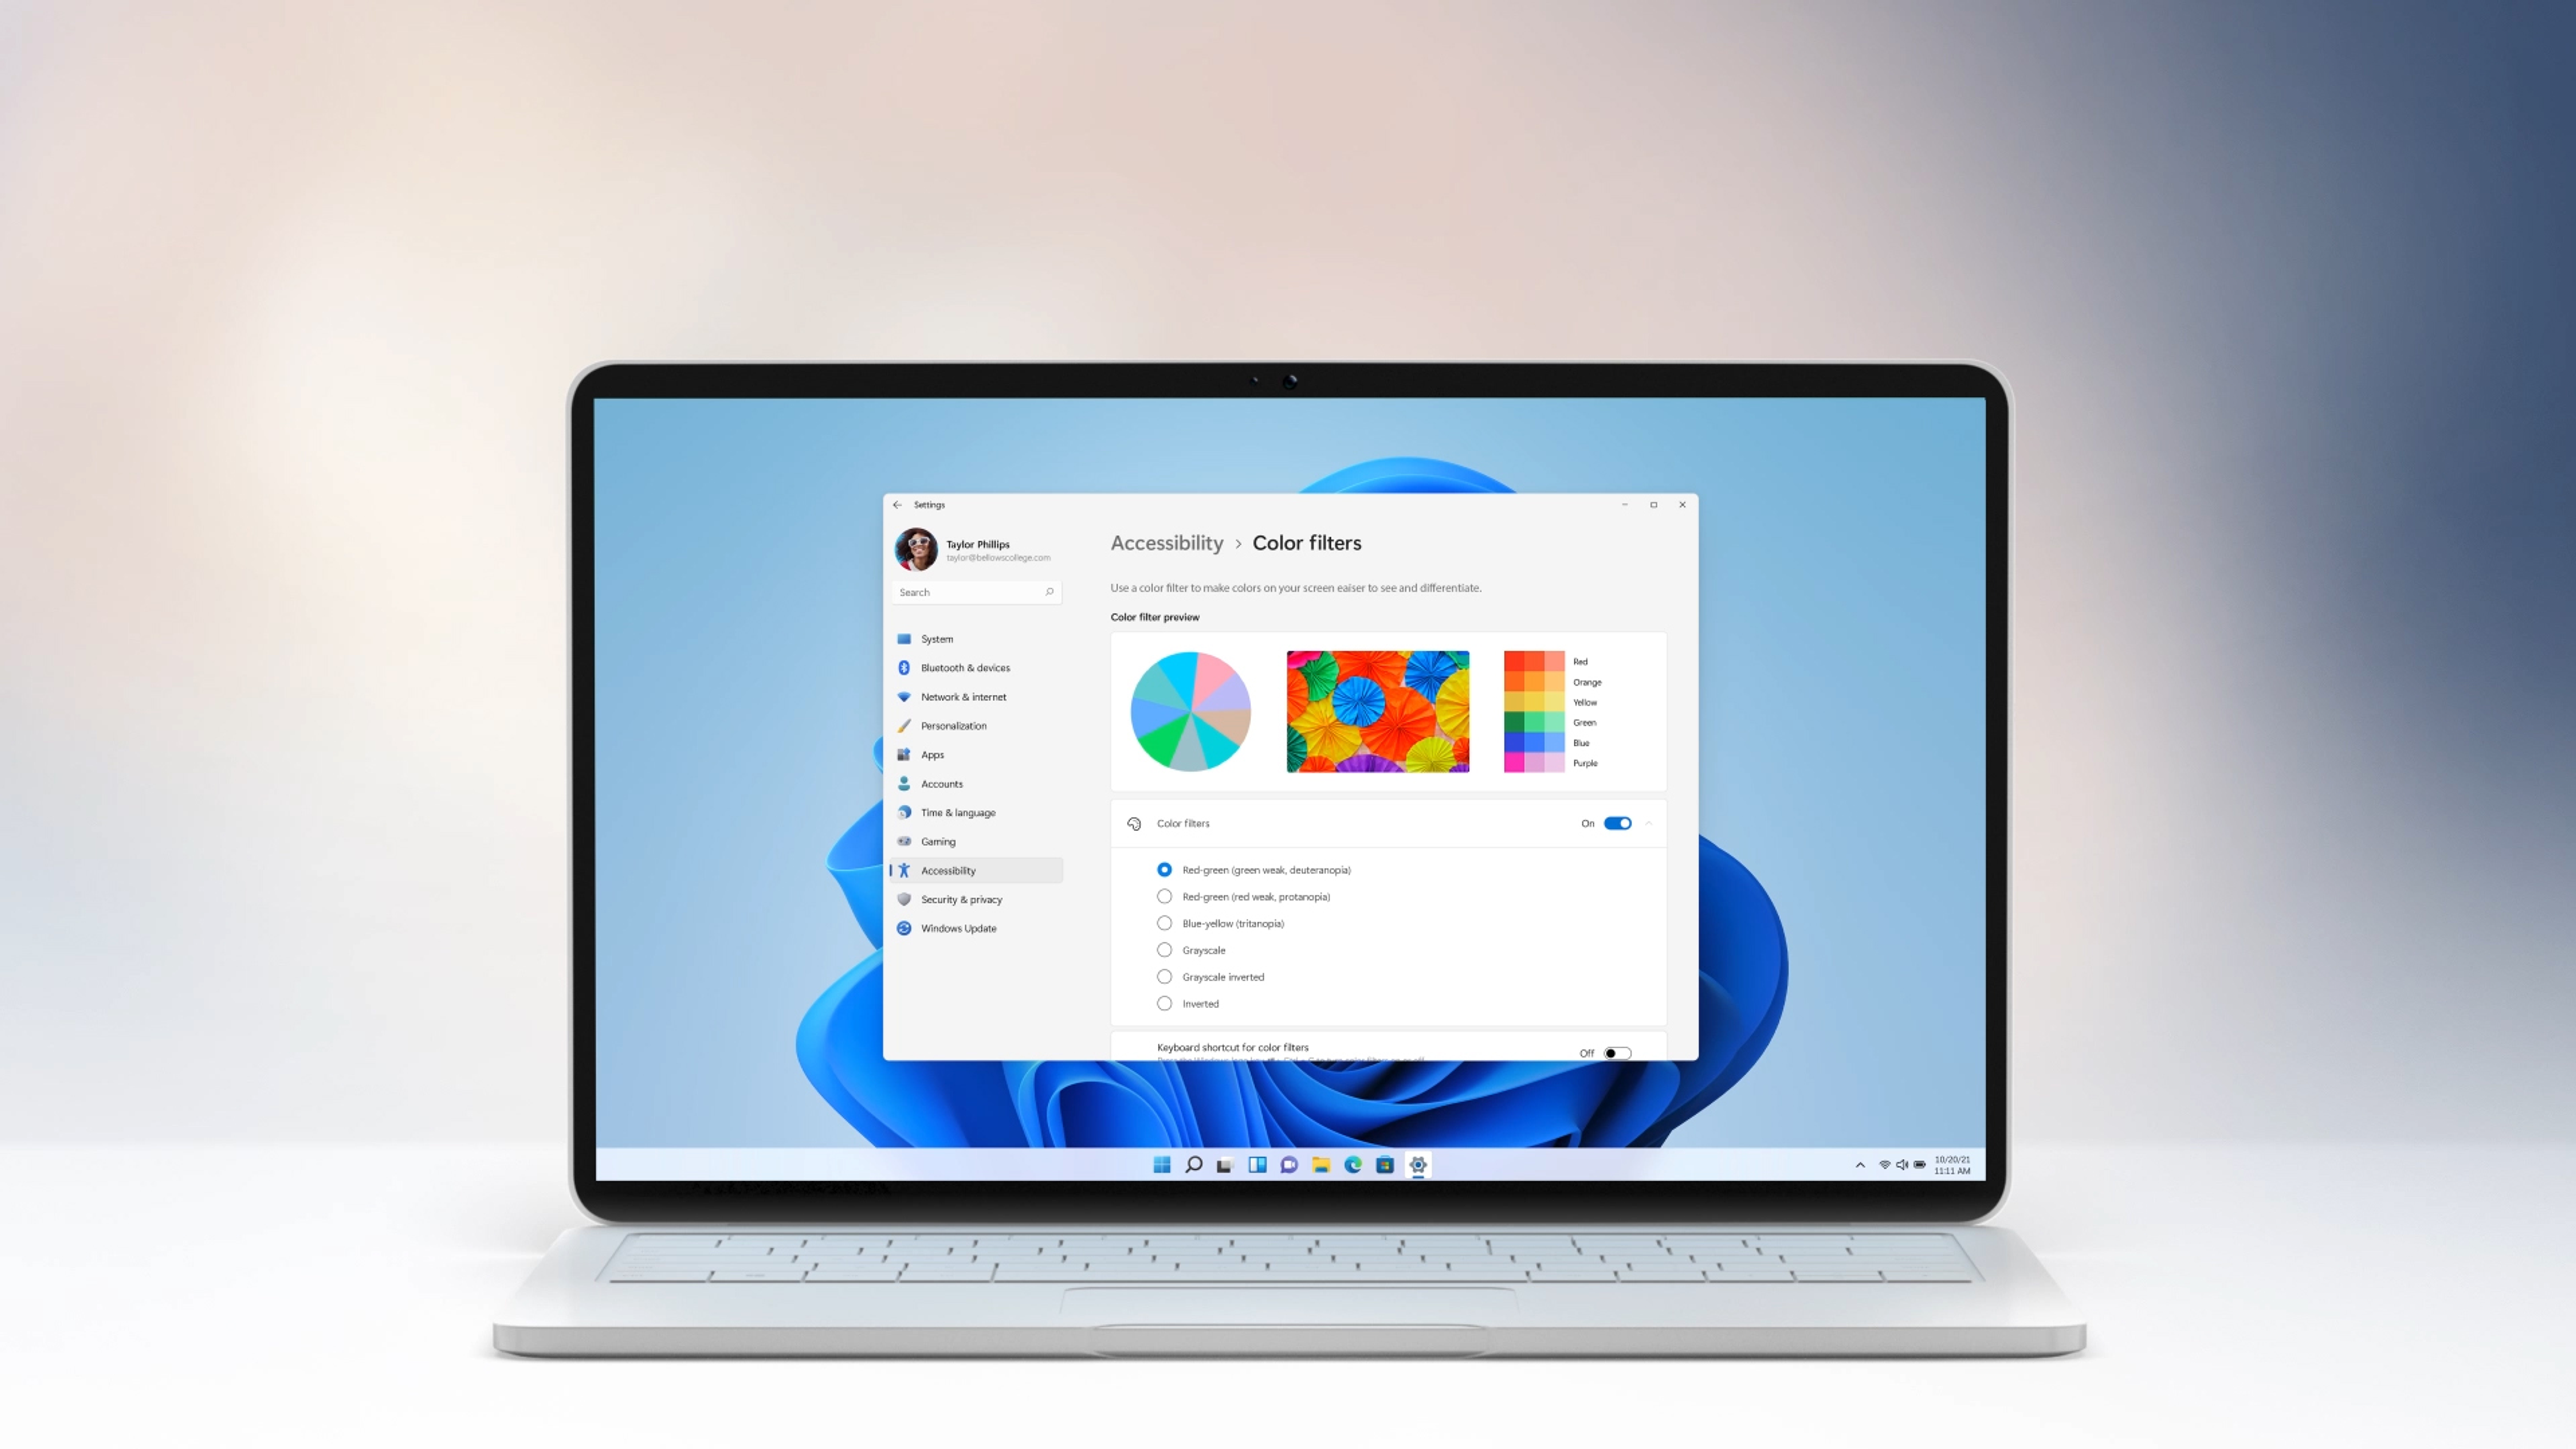 Settings
Taylor Phillips
taylor@bellowscollege.com
Search
System
Bluetooth & devices
Network & internet
Personalization
Apps
Accounts
Time & language
Gaming
Accessibility
Security & privacy
Windows Update
Accessibility > Color filters
Use a color filter to make colors on your screen eaiser to see and differentiate.
Color filter preview
Red
Orange
Yellow
Green
Blue
Purple
Color filters
On
Red-green (green weak, deuteranopia)
Red-green (red weak, protanopia)
Blue-yellow (tritanopia)
Grayscale
Grayscale inverted
Inverted
Keyboard shortcut for color filters
Off
10/20/21
11:11 AM